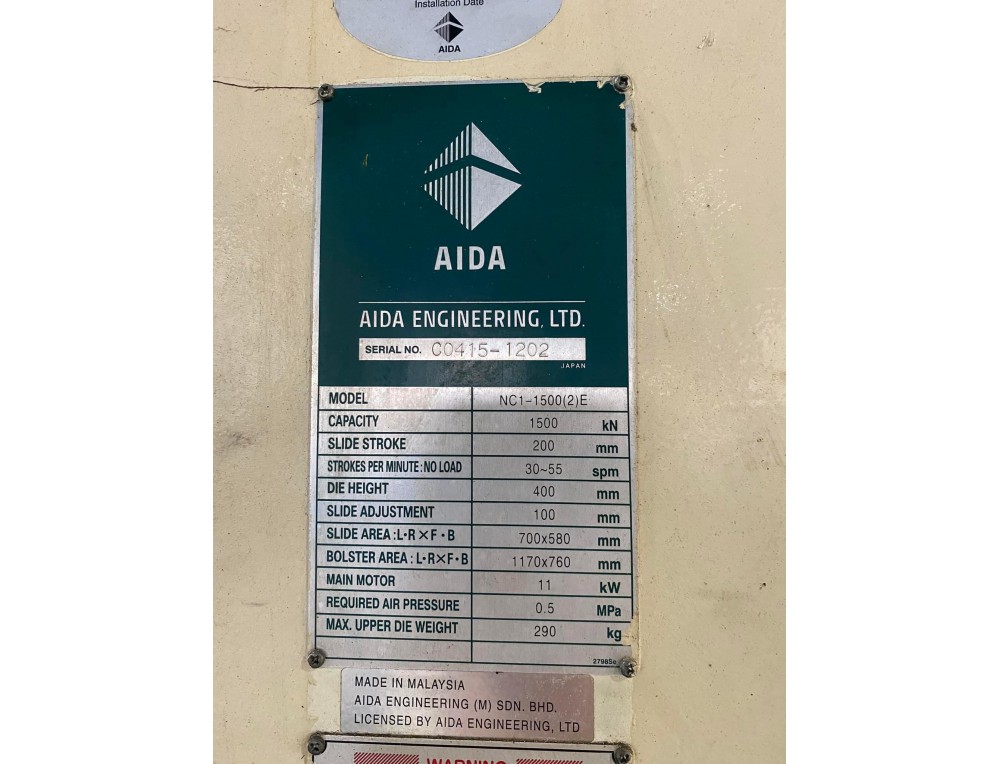 Installation Date
AIDA
AIDA
AIDA ENGINEERING, LTD.
SERIAL NO. C0415-1202
JAPAN
MODEL NC1-1500(2)E
CAPACITY 1500 kN
SLIDE STROKE 200 mm
STROKES PER MINUTE:NO LOAD 30~55 spm
DIE HEIGHT 400 mm
SLIDE ADJUSTMENT 100 mm
SLIDE AREA :L・R×F・B 700x580 mm
BOLSTER AREA : L・R×F・B 1170x760 mm
MAIN MOTOR 11 kW
REQUIRED AIR PRESSURE 0.5 MPa
MAX. UPPER DIE WEIGHT 290 kg
MADE IN MALAYSIA
AIDA ENGINEERING (M) SDN. BHD.
LICENSED BY AIDA ENGINEERING, LTD
WARNING